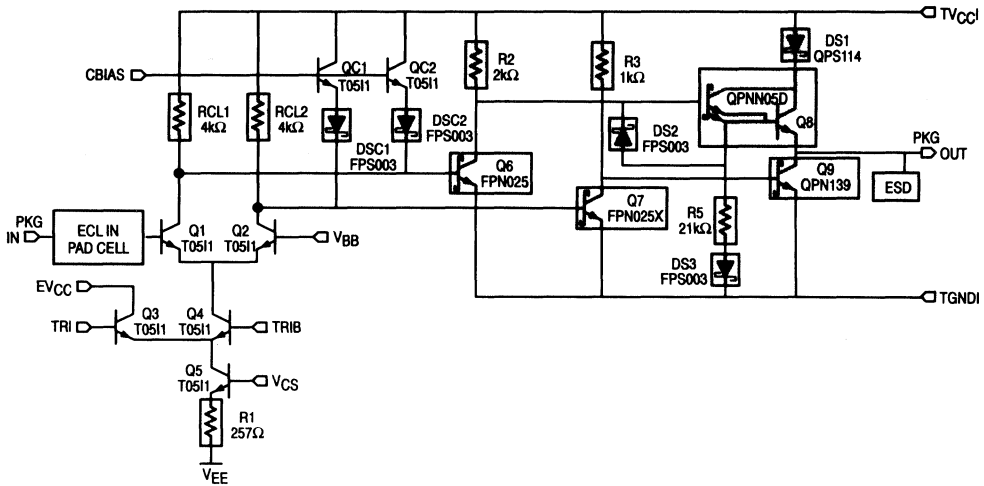 TVCCI
CBIAS
QC1
T05I1
QC2
T05I1
R2
2kΩ
R3
1kΩ
DS1
QPS114
RCL1
4kΩ
RCL2
4kΩ
DSC1
FPS003
DSC2
FPS003
DS2
FPS003
QPNN05D
Q8
PKG
OUT
ESD
Q6
FPN025
Q7
FPN025X
Q9
QPN139
PKG
IN
ECL IN
PAD CELL
Q1
T05I1
Q2
T05I1
VBB
R5
21kΩ
DS3
FPS003
EVCC
TRI
Q3
T05I1
Q4
T05I1
TRIB
TGNDI
Q5
T05I1
VCS
R1
257Ω
VEE